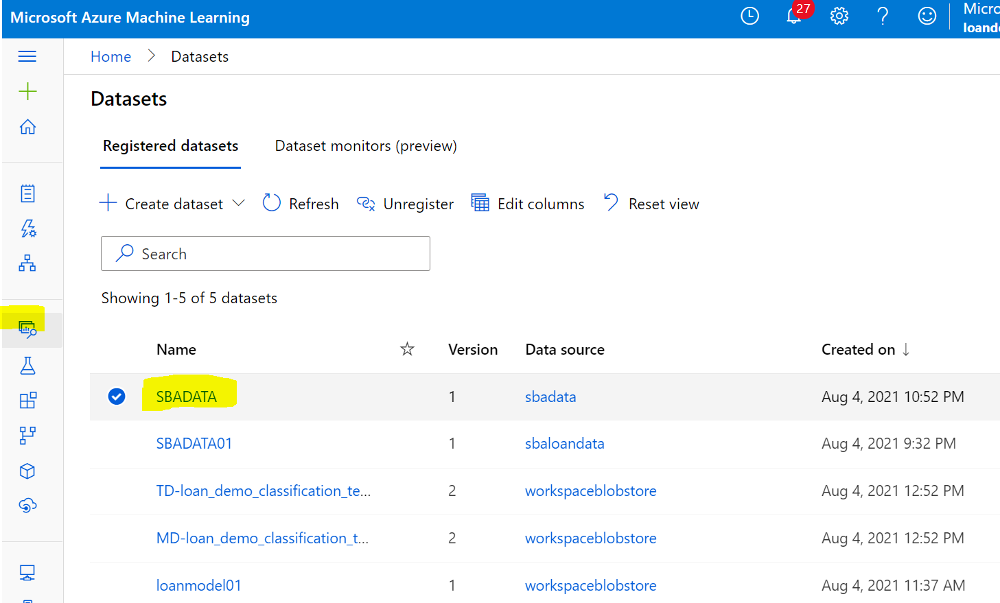 Microsoft Azure Machine Learning
27
Micro
loande
Home > Datasets
Datasets
Registered datasets Dataset monitors (preview)
Create dataset Refresh Unregister Edit columns Reset view
Search
Showing 1-5 of 5 datasets
Name Version Data source Created on ↓
SBADATA 1 sbadata Aug 4, 2021 10:52 PM
SBADATA01 1 sbaloandata Aug 4, 2021 9:32 PM
TD-loan_demo_classification_te... 2 workspaceblobstore Aug 4, 2021 12:52 PM
MD-loan_demo_classification_t... 2 workspaceblobstore Aug 4, 2021 12:52 PM
loanmodel01 1 workspaceblobstore Aug 4, 2021 11:37 AM